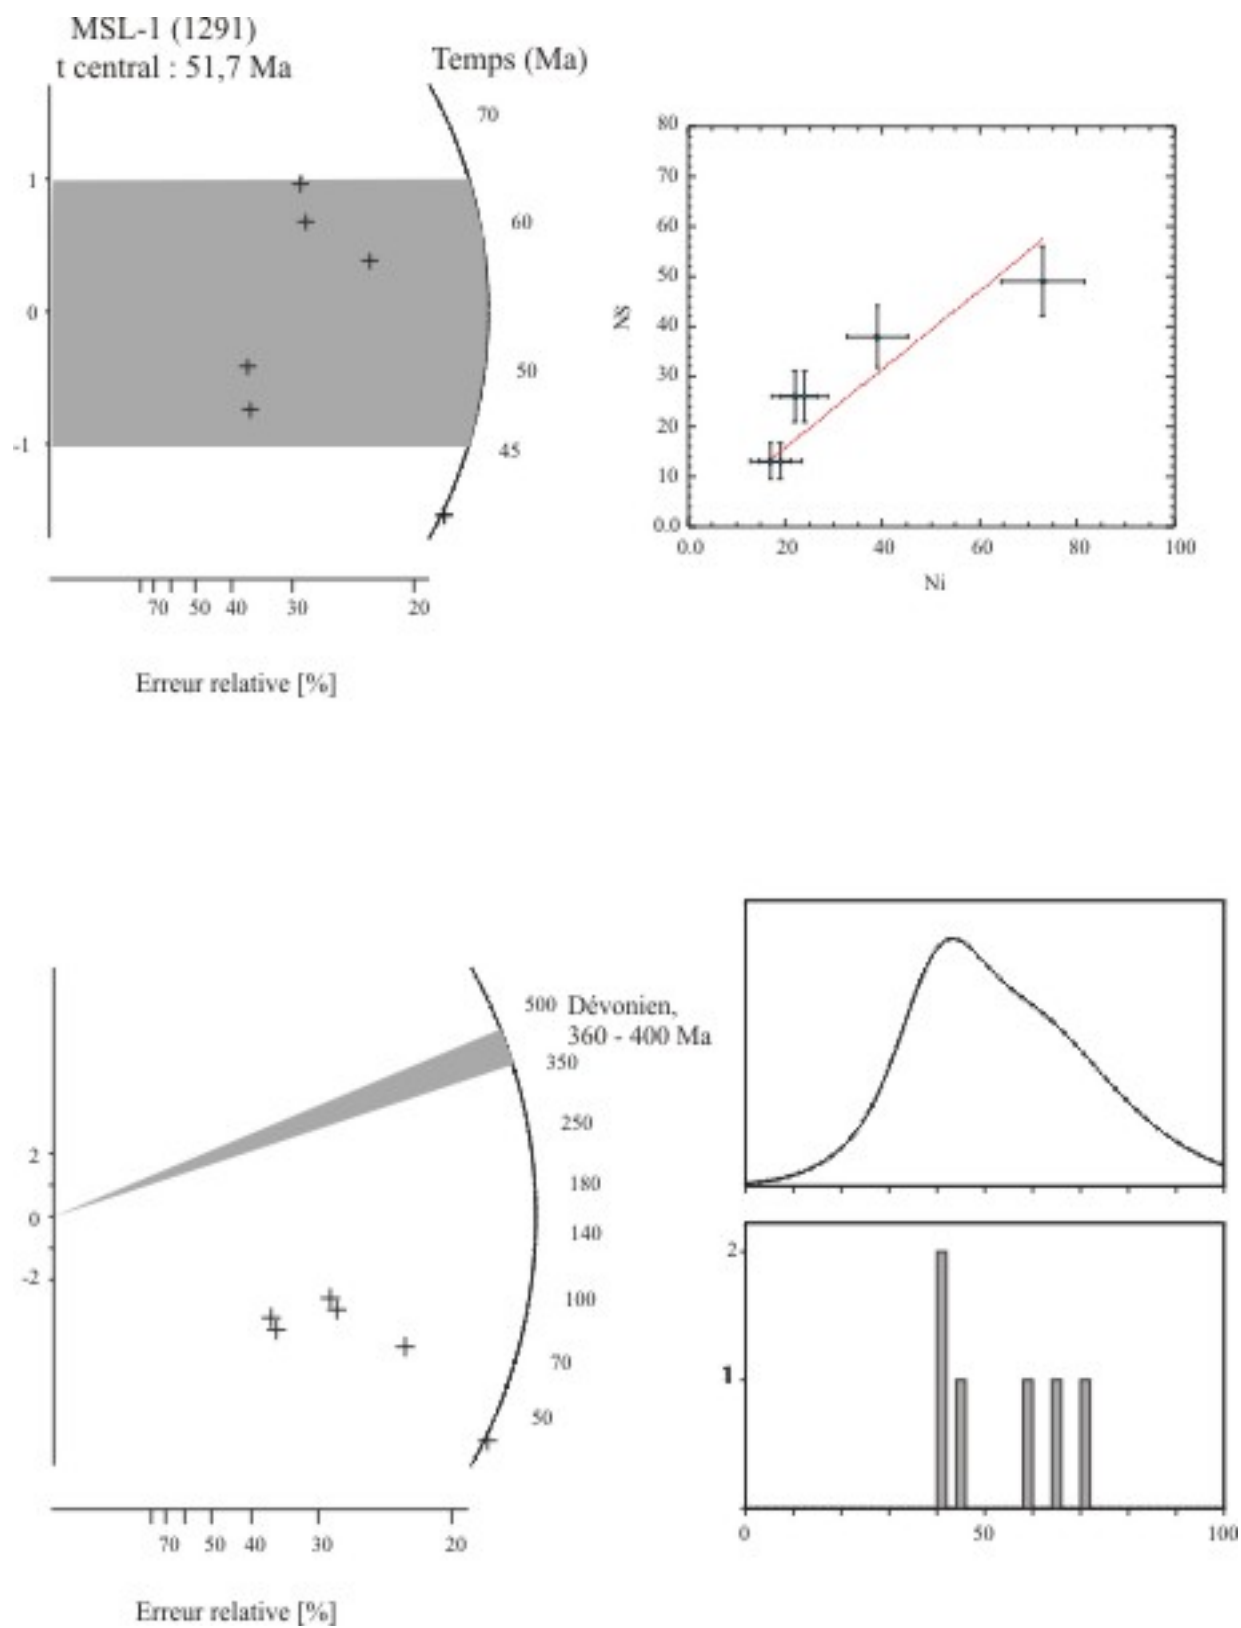 MSL-1 (1291)
t central : 51,7 Ma
Temps (Ma)
70
60
50
45
1
0
-1
70 50 40 30 20
Erreur relative [%]
80
70
60
50
40
30
20
10
0.0
NS
0.0 20 40 60 80 100
Ni
500 Dévonien,
360 - 400 Ma
350
250
180
140
100
70
50
2
0
-2
70 50 40 30 20
Erreur relative [%]
2
1
0 50 100